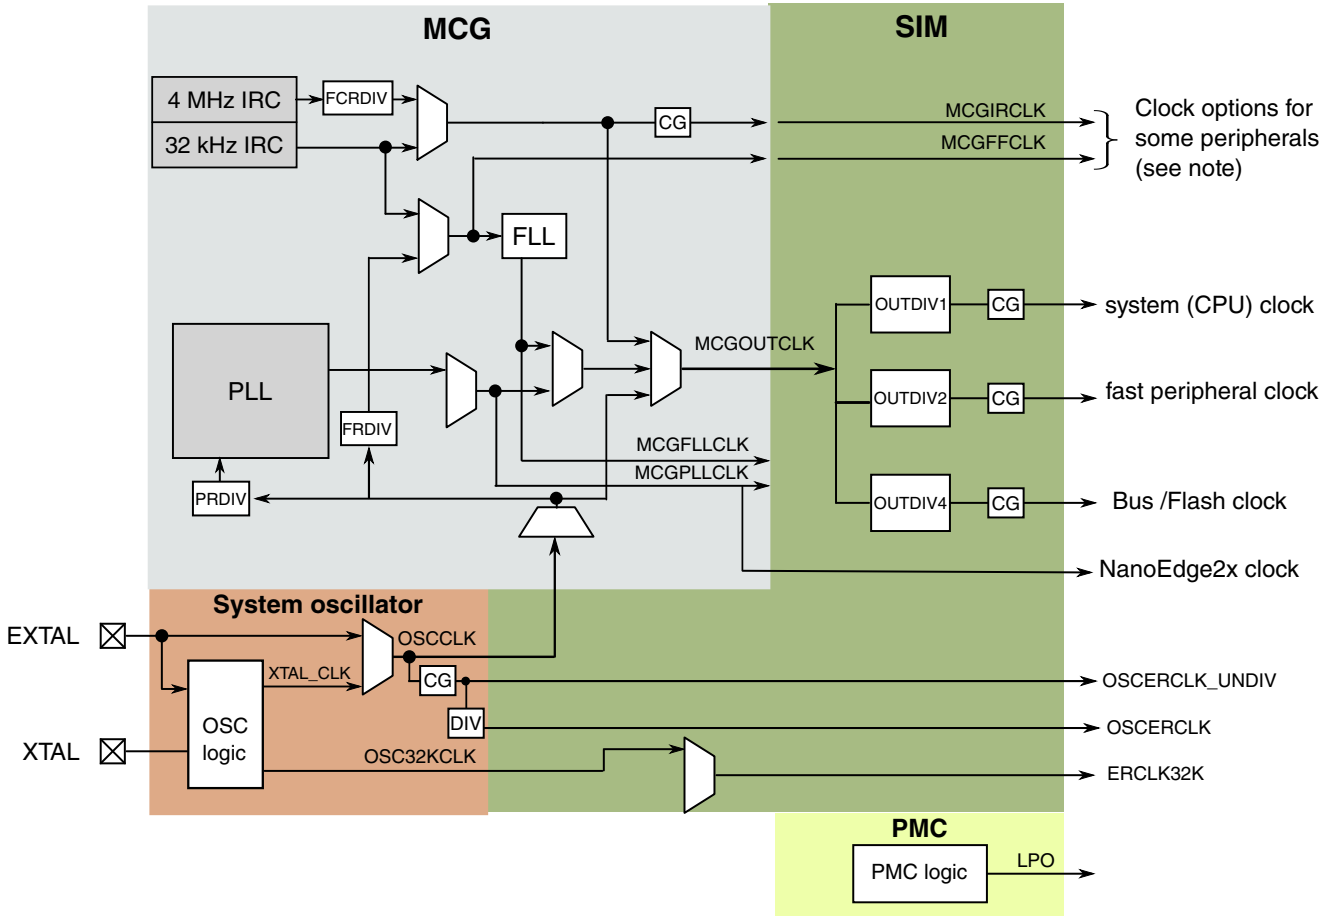 MCG
SIM
4 MHz IRC
FCRDIV
32 kHz IRC
CG
MCGIRCLK
MCGFFCLK
Clock options for
some peripherals
(see note)
FLL
OUTDIV1
CG
system (CPU) clock
MCGOUTCLK
PLL
OUTDIV2
CG
fast peripheral clock
FRDIV
MCGFLLCLK
MCGPLLCLK
PRDIV
OUTDIV4
CG
Bus /Flash clock
NanoEdge2x clock
System oscillator
EXTAL
OSCCLK
XTAL_CLK
CG
OSCERCLK_UNDIV
OSC
logic
DIV
OSCERCLK
XTAL
OSC32KCLK
ERCLK32K
PMC
PMC logic
LPO